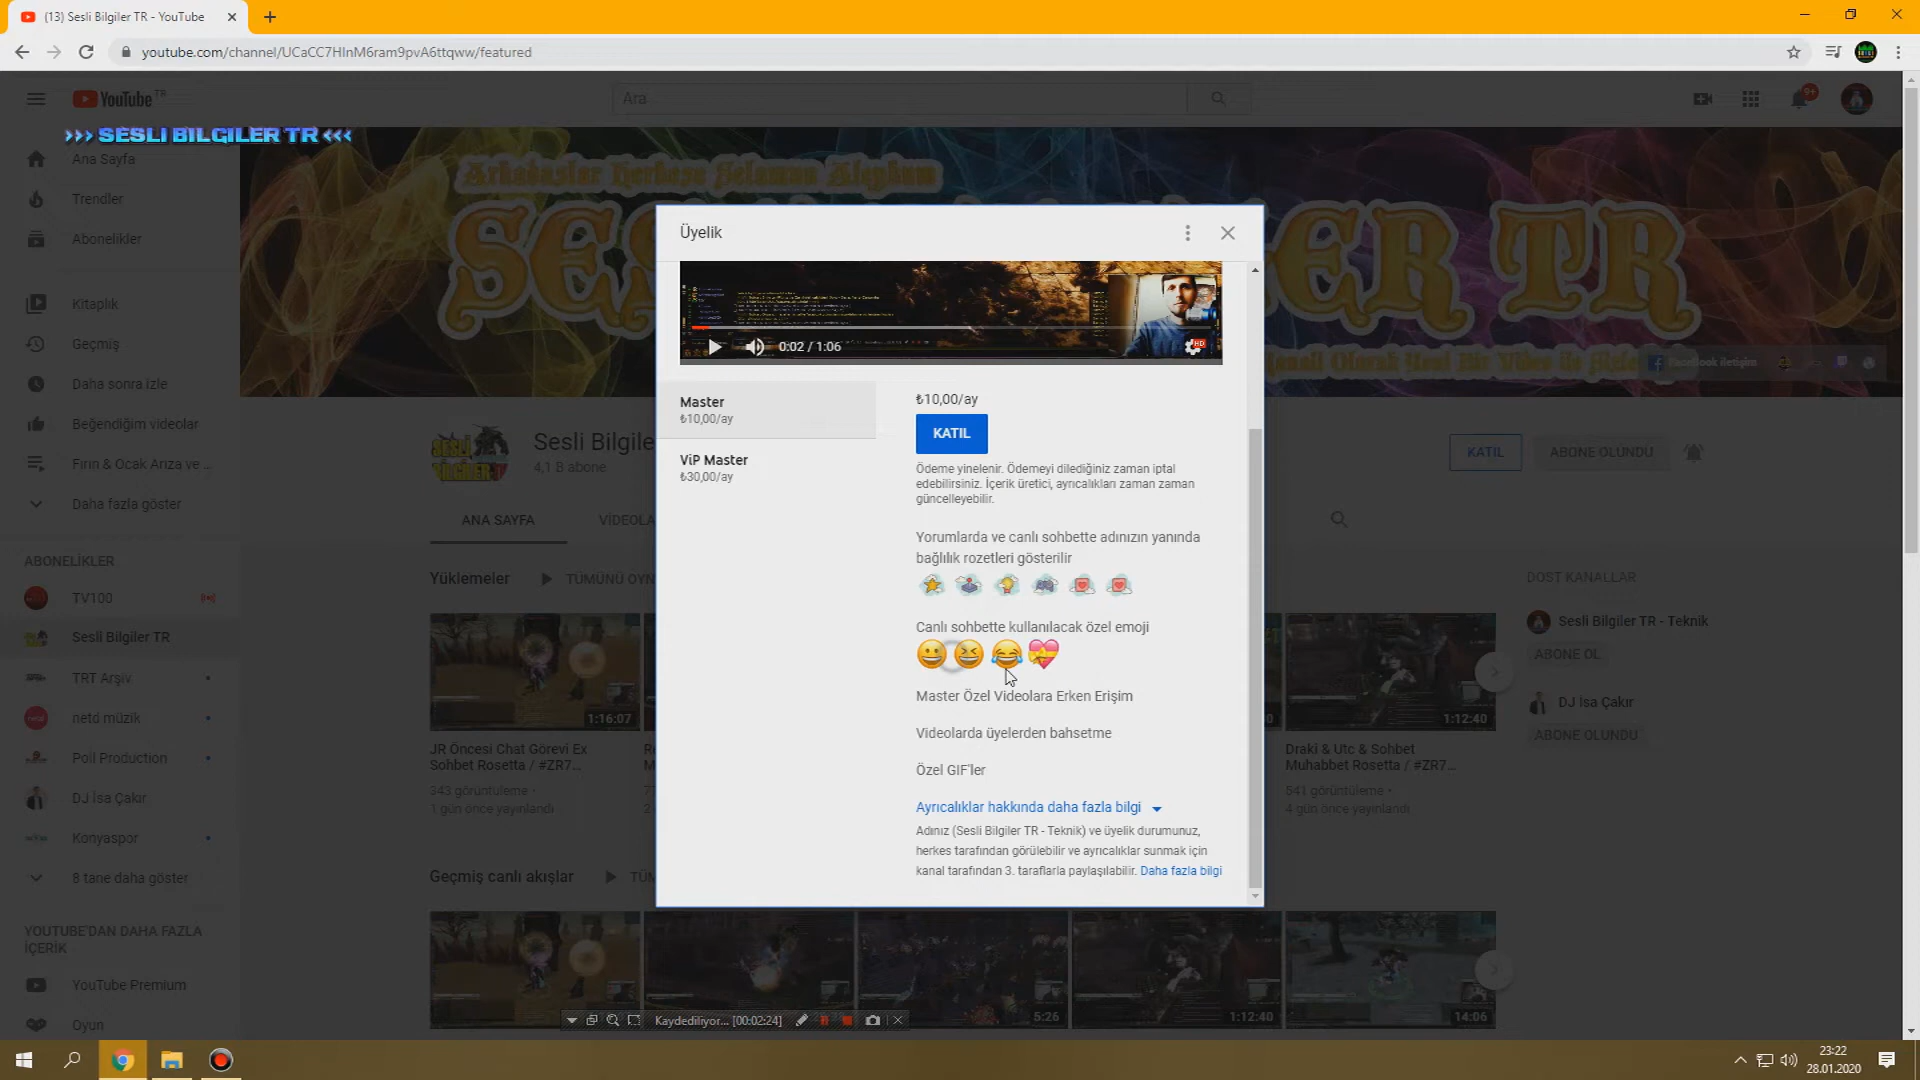 (13) Sesli Bilgiler TR - YouTube
youtube.com/channel/UCaCC7HInM6ram9pvA6ttqww/featured
YouTube TR
Ara
9+
>>> SESLI BILGILER TR <<<
Ana Sayfa
Trendler
Abonelikler
Kitaplık
Geçmiş
Daha sonra izle
Beğendiğim videolar
Fırın & Ocak Arıza ve ...
Daha fazla göster
ABONELİKLER
TV100
Sesli Bilgiler TR
TRT Arşiv
netd müzik
Poll Production
DJ İsa Çakır
Konyaspor
8 tane daha göster
YOUTUBE'DAN DAHA FAZLA
İÇERİK
YouTube Premium
Oyun
Arkadaşlar Herkese Selamun Aleyküm
FaceBook iletişim
Sesli Bilgile
4,1 B abone
KATIL
ABONE OLUNDU
ANA SAYFA
VİDEOLA
Yüklemeler
TÜMÜNÜ OYN
1:16:07
JR Öncesi Chat Görevi Ex
Sohbet Rosetta / #ZR7...
343 görüntüleme •
1 gün önce yayınlandı
1:12:40
Draki & Utc & Sohbet
Muhabbet Rosetta / #ZR7...
541 görüntüleme •
4 gün önce yayınlandı
DOST KANALLAR
Sesli Bilgiler TR - Teknik
ABONE OL
DJ İsa Çakır
ABONE OLUNDU
Geçmiş canlı akışlar
TÜM
5:26
1:12:40
14:06
Üyelik
0:02 / 1:06
HD
Master
₺10,00/ay
ViP Master
₺30,00/ay
₺10,00/ay
KATIL
Ödeme yinelenir. Ödemeyi dilediğiniz zaman iptal
edebilirsiniz. İçerik üretici, ayrıcalıkları zaman zaman
güncelleyebilir.
Yorumlarda ve canlı sohbette adınızın yanında
bağlılık rozetleri gösterilir
Canlı sohbette kullanılacak özel emoji
Master Özel Videolara Erken Erişim
Videolarda üyelerden bahsetme
Özel GIF'ler
Ayrıcalıklar hakkında daha fazla bilgi
Adınız (Sesli Bilgiler TR - Teknik) ve üyelik durumunuz,
herkes tarafından görülebilir ve ayrıcalıklar sunmak için
kanal tarafından 3. taraflarla paylaşılabilir. Daha fazla bilgi
Kaydediliyor... [00:02:24]
23:22
28.01.2020